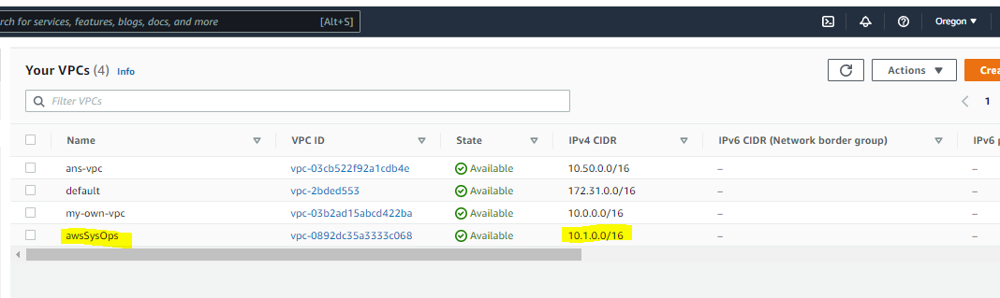 rch for services, features, blogs, docs, and more [Alt+S] Oregon
Your VPCs (4) Info Actions Crea
Filter VPCs 1
Name VPC ID State IPv4 CIDR IPv6 CIDR (Network border group) IPv6 p
ans-vpc vpc-03cb522f92a1cdb4e Available 10.50.0.0/16 – –
default vpc-2bded553 Available 172.31.0.0/16 – –
my-own-vpc vpc-03b2ad15abcd422ba Available 10.0.0.0/16 – –
awsSysOps vpc-0892dc35a3333c068 Available 10.1.0.0/16 – –